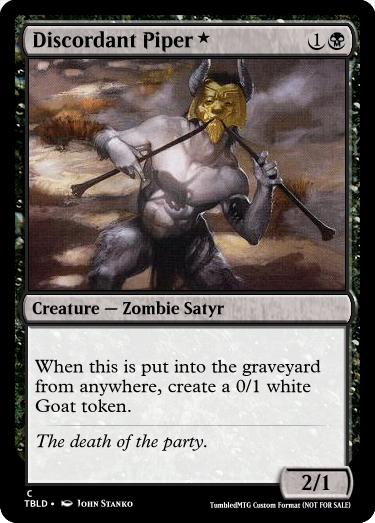 Discordant Piper ★ 1
Creature — Zombie Satyr
When this is put into the graveyard
from anywhere, create a 0/1 white
Goat token.
The death of the party.
2/1
C
TBLD • John Stanko
TumbledMTG Custom Format (NOT FOR SALE)